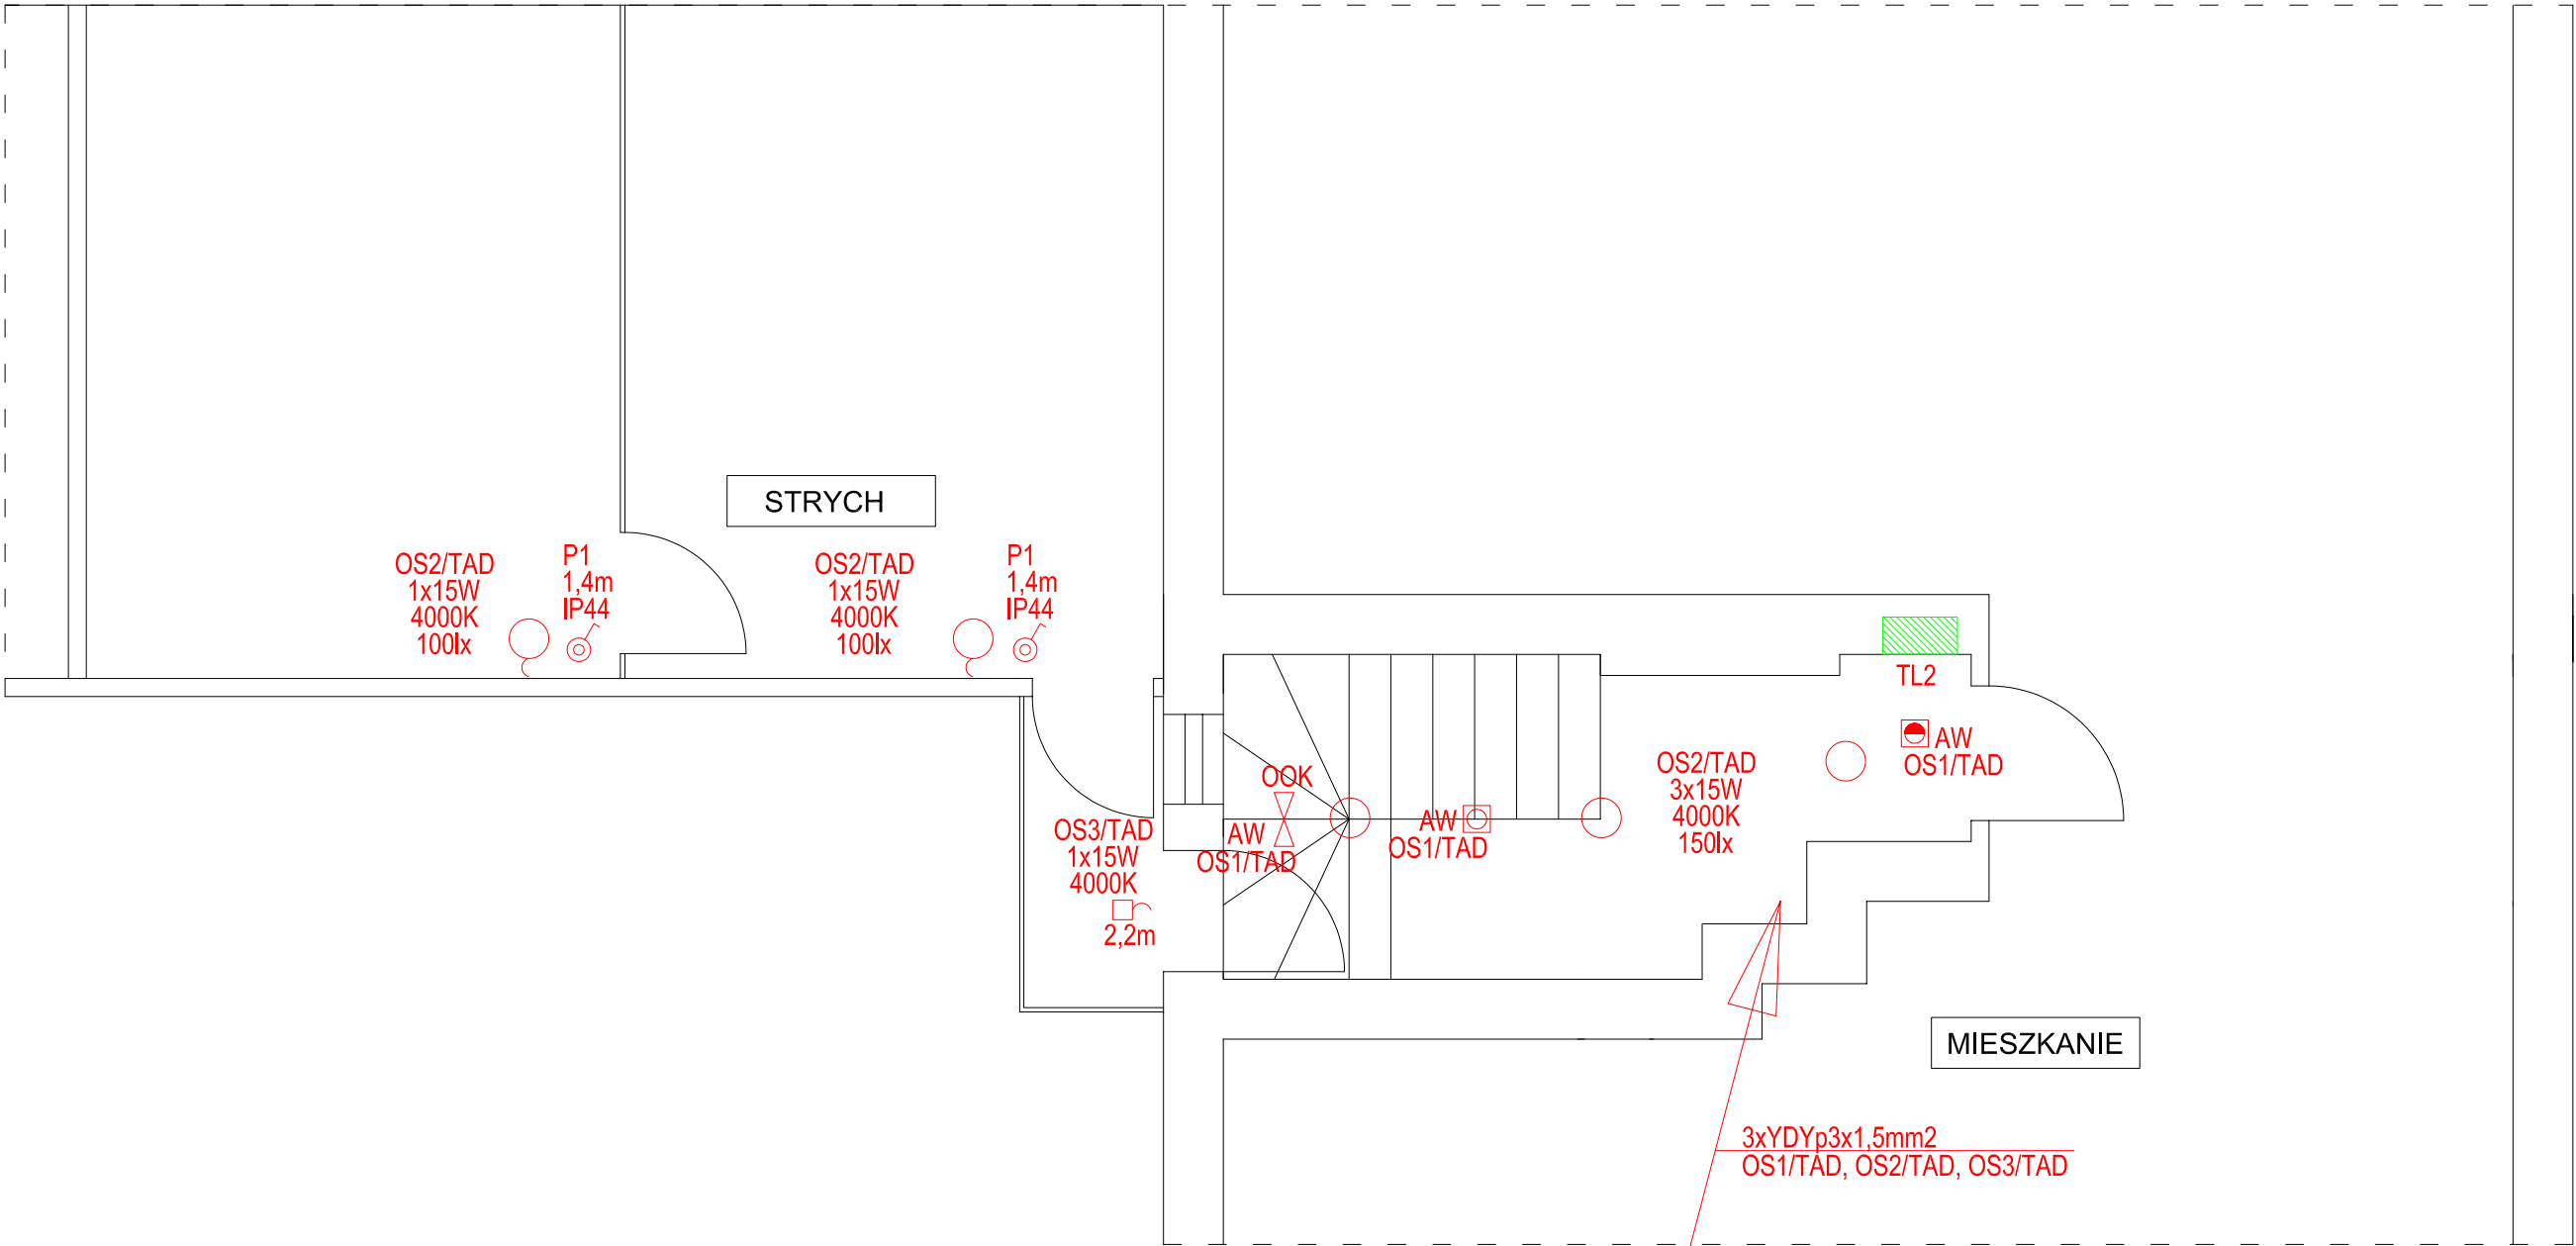 STRYCH
OS2/TAD
1x15W
4000K
100lx
P1
1,4m
IP44
OS2/TAD
1x15W
4000K
100lx
P1
1,4m
IP44
TL2
AW
OS1/TAD
OS2/TAD
3x15W
4000K
150lx
OOK
AW
OS1/TAD
AW
OS1/TAD
OS3/TAD
1x15W
4000K
2,2m
MIESZKANIE
3xYDYp3x1,5mm2
OS1/TAD, OS2/TAD, OS3/TAD